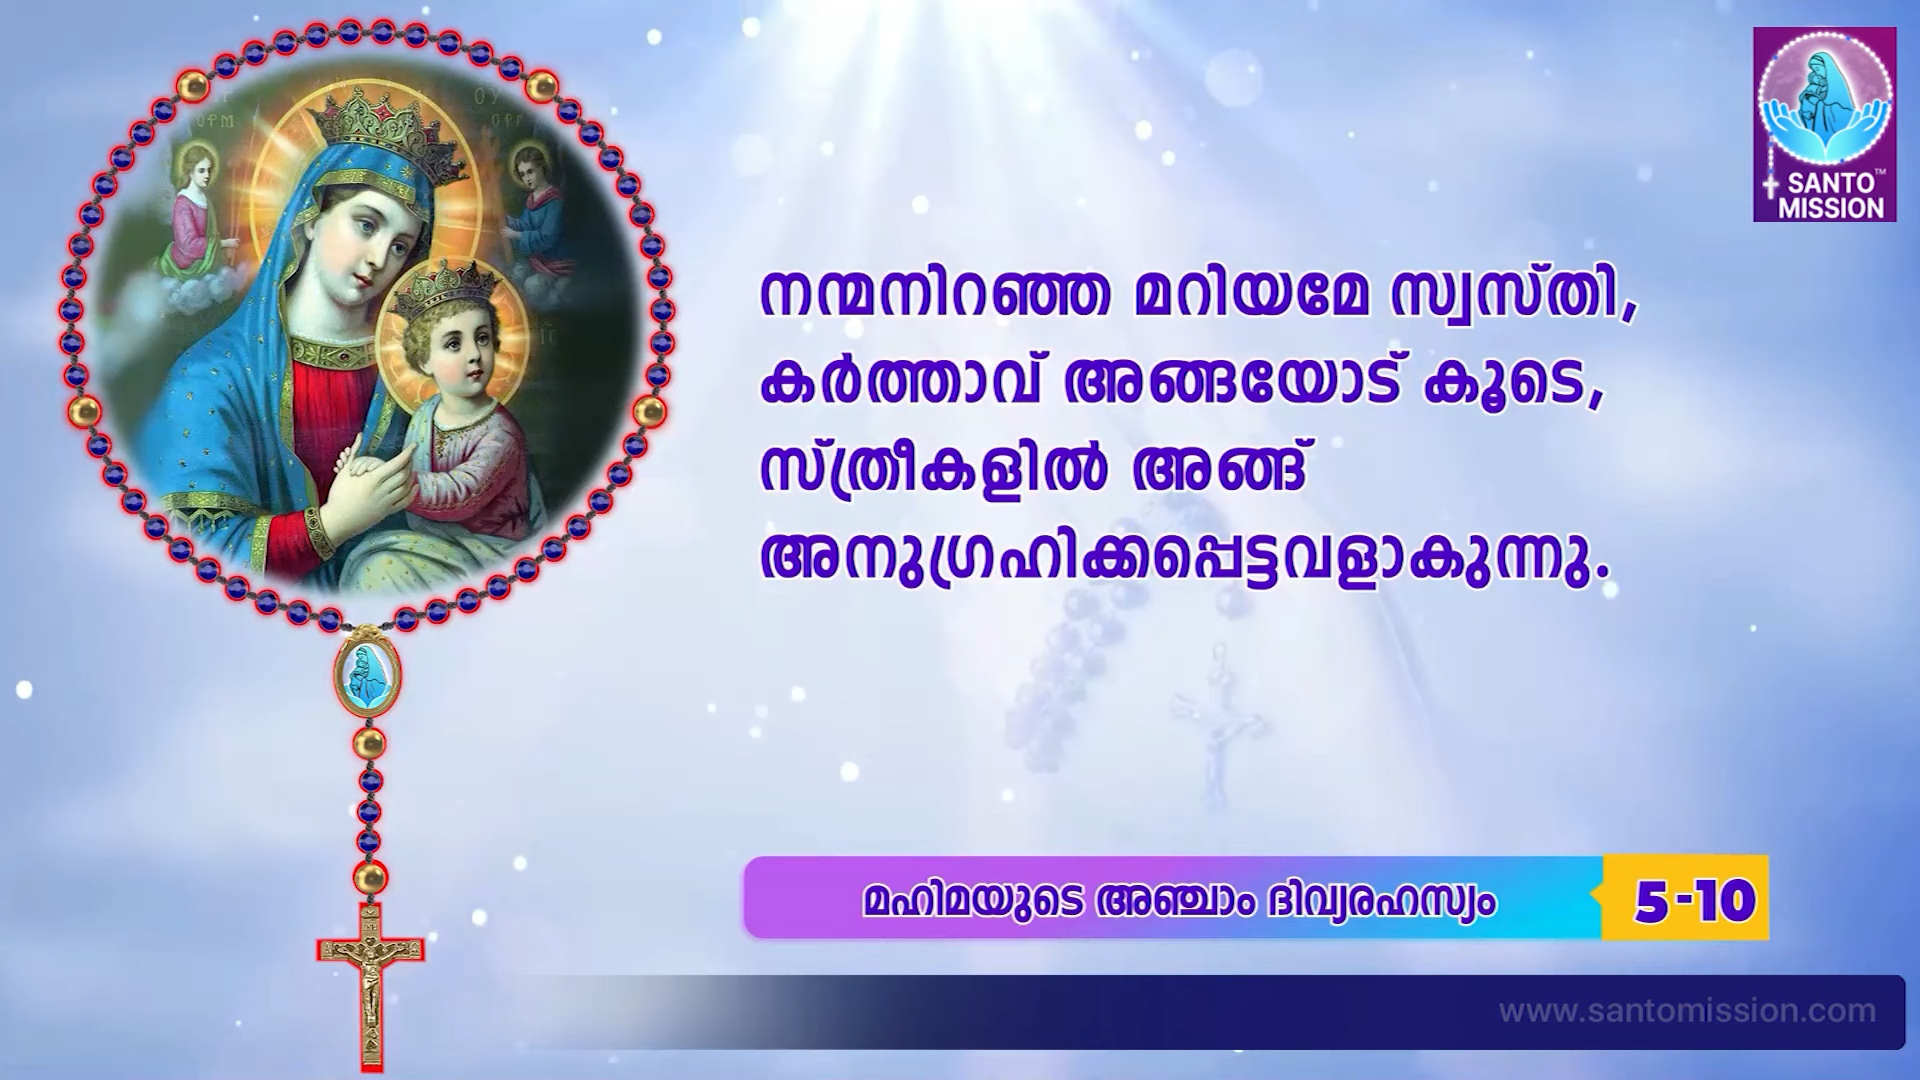 SANTO™
MISSION
നന്മനിറഞ്ഞ മറിയമേ സ്വസ്തി,
കർത്താവ് അങ്ങയോട് കൂടെ,
സ്ത്രീകളിൽ അങ്ങ്
അനുഗ്രഹിക്കപ്പെട്ടവളാകുന്നു.
മഹിമയുടെ അഞ്ചാം ദിവ്യരഹസ്യം 5-10
www.santomission.com